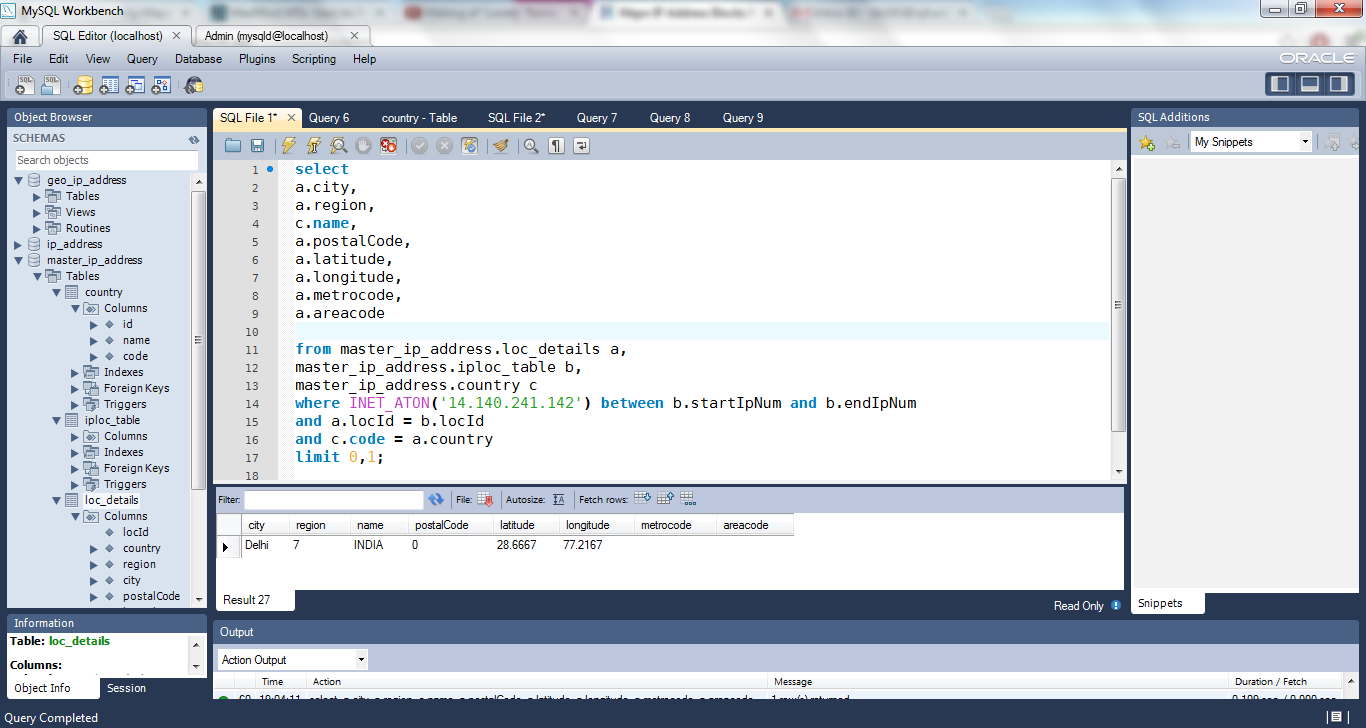 MySQL Workbench
SQL Editor (localhost)
Admin (mysqld@localhost)
File Edit View Query Database Plugins Scripting Help
ORACLE
Object Browser
SCHEMAS
Search objects
geo_ip_address
Tables
Views
Routines
ip_address
master_ip_address
Tables
country
Columns
id
name
code
Indexes
Foreign Keys
Triggers
iploc_table
Columns
Indexes
Foreign Keys
Triggers
loc_details
Columns
locId
country
region
city
postalCode
Information
Table: loc_details
Columns:
Object Info Session
Query Completed
SQL File 1* Query 6 country - Table SQL File 2* Query 7 Query 8 Query 9
1 select
2 a.city,
3 a.region,
4 c.name,
5 a.postalCode,
6 a.latitude,
7 a.longitude,
8 a.metrocode,
9 a.areacode
10
11 from master_ip_address.loc_details a,
12 master_ip_address.iploc_table b,
13 master_ip_address.country c
14 where INET_ATON('14.140.241.142') between b.startIpNum and b.endIpNum
15 and a.locId = b.locId
16 and c.code = a.country
17 limit 0,1;
18
Filter: File: Autosize: Fetch rows:
city region name postalCode latitude longitude metrocode areacode
Delhi 7 INDIA 0 28.6667 77.2167
Result 27
Read Only
Output
Action Output
Time Action Message Duration / Fetch
SQL Additions
My Snippets
Snippets